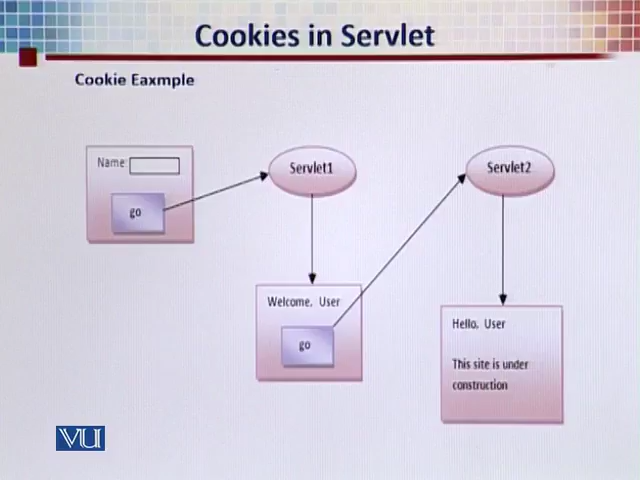 Cookies in Servlet
Cookie Eaxmple
Name:
go
Servlet1
Welcome, User
go
Servlet2
Hello, User
This site is under
construction
VU